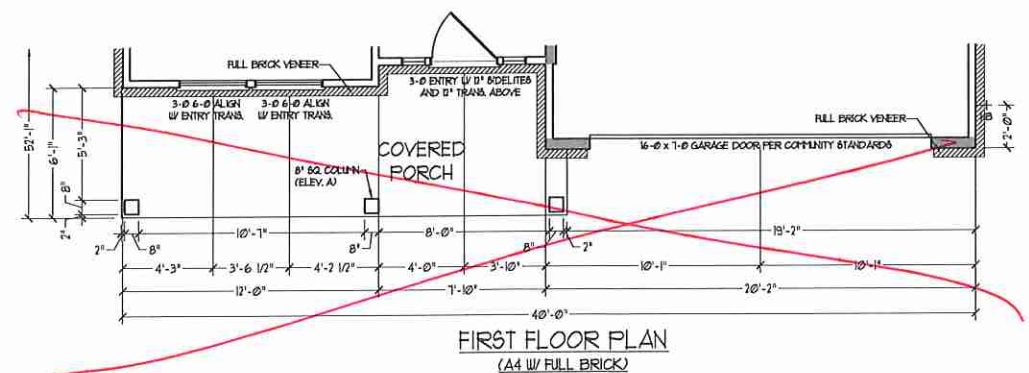 FULL BRICK VENEER
3-0 ENTRY W/ 12" SIDELITES
AND 12" TRANS. ABOVE
3-0 6-0 ALIGN
W/ ENTRY TRANS.
3-0 6-0 ALIGN
W/ ENTRY TRANS.
FULL BRICK VENEER
16-0 x 7-0 GARAGE DOOR PER COMMUNITY STANDARDS
8"
2'-0"
52'-1"
6'-1"
5'-3"
8"
2"
COVERED
PORCH
8" SQ. COLUMN
(ELEV. A)
2"
8"
10'-7"
8"
8'-0"
8"
2"
19'-2"
4'-3"
3'-6 1/2"
4'-2 1/2"
4'-0"
3'-10"
10'-1"
10'-1"
12'-0"
7'-10"
20'-2"
40'-0"
FIRST FLOOR PLAN
(A4 W/ FULL BRICK)